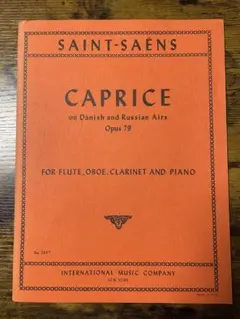 SAINT-SAËNS
CAPRICE
on Danish and Russian Airs
Opus 79
FOR FLUTE, OBOE, CLARINET AND PIANO
INTERNATIONAL MUSIC COMPANY
NEW YORK